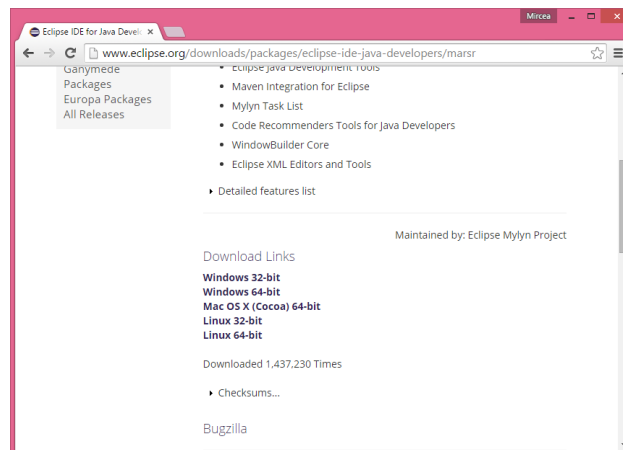 Mircea
Eclipse IDE for Java Devel
www.eclipse.org/downloads/packages/eclipse-ide-java-developers/marsr
Ganymede
Packages
Europa Packages
All Releases
Eclipse Java Development Tools
Maven Integration for Eclipse
Mylyn Task List
Code Recommenders Tools for Java Developers
WindowBuilder Core
Eclipse XML Editors and Tools
Detailed features list
Maintained by: Eclipse Mylyn Project
Download Links
Windows 32-bit
Windows 64-bit
Mac OS X (Cocoa) 64-bit
Linux 32-bit
Linux 64-bit
Downloaded 1,437,230 Times
Checksums...
Bugzilla